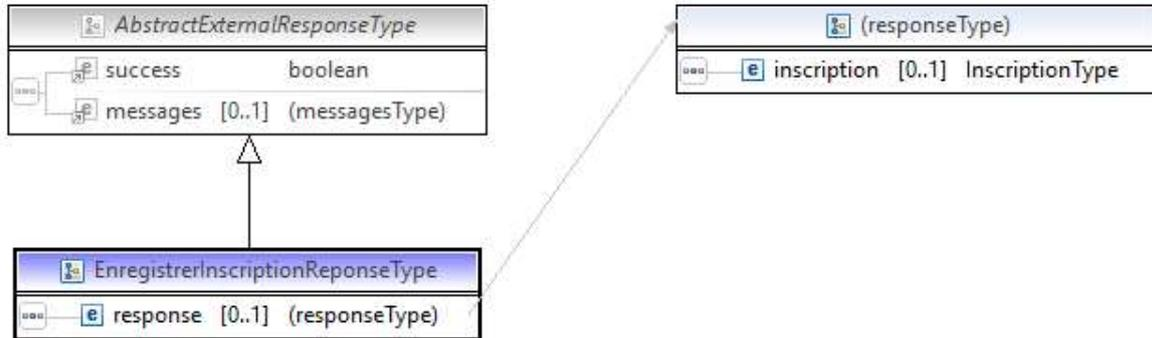 AbstractExternalResponseType
success boolean
messages [0..1] (messagesType)
(responseType)
e inscription [0..1] InscriptionType
EnregistrerInscriptionReponseType
e response [0..1] (responseType)